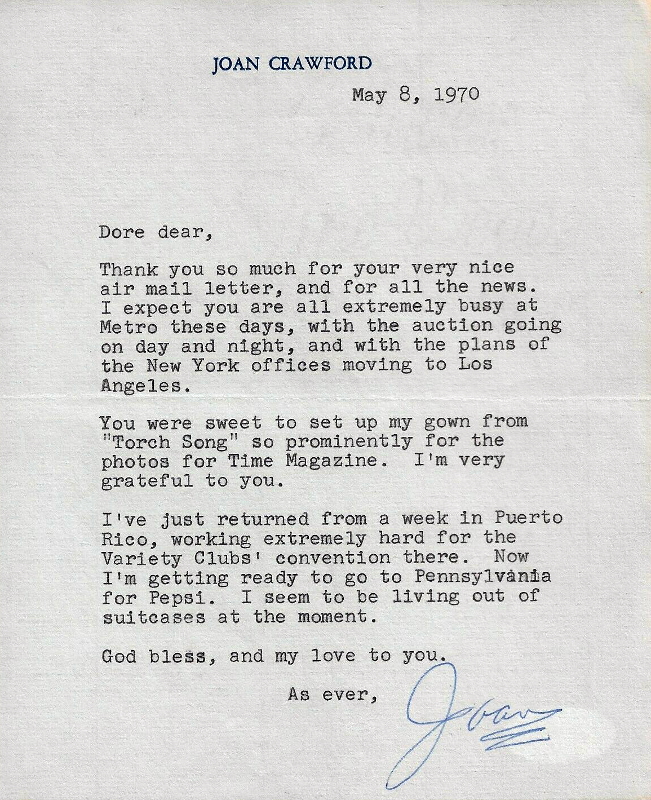 JOAN CRAWFORD
May 8, 1970
Dore dear,
Thank you so much for your very nice
air mail letter, and for all the news.
I expect you are all extremely busy at
Metro these days, with the auction going
on day and night, and with the plans of
the New York offices moving to Los
Angeles.
You were sweet to set up my gown from
"Torch Song" so prominently for the
photos for Time Magazine.  I'm very
grateful to you.
I've just returned from a week in Puerto
Rico, working extremely hard for the
Variety Clubs' convention there.  Now
I'm getting ready to go to Pennsylvania
for Pepsi.  I seem to be living out of
suitcases at the moment.
God bless, and my love to you.
As ever,
Joan